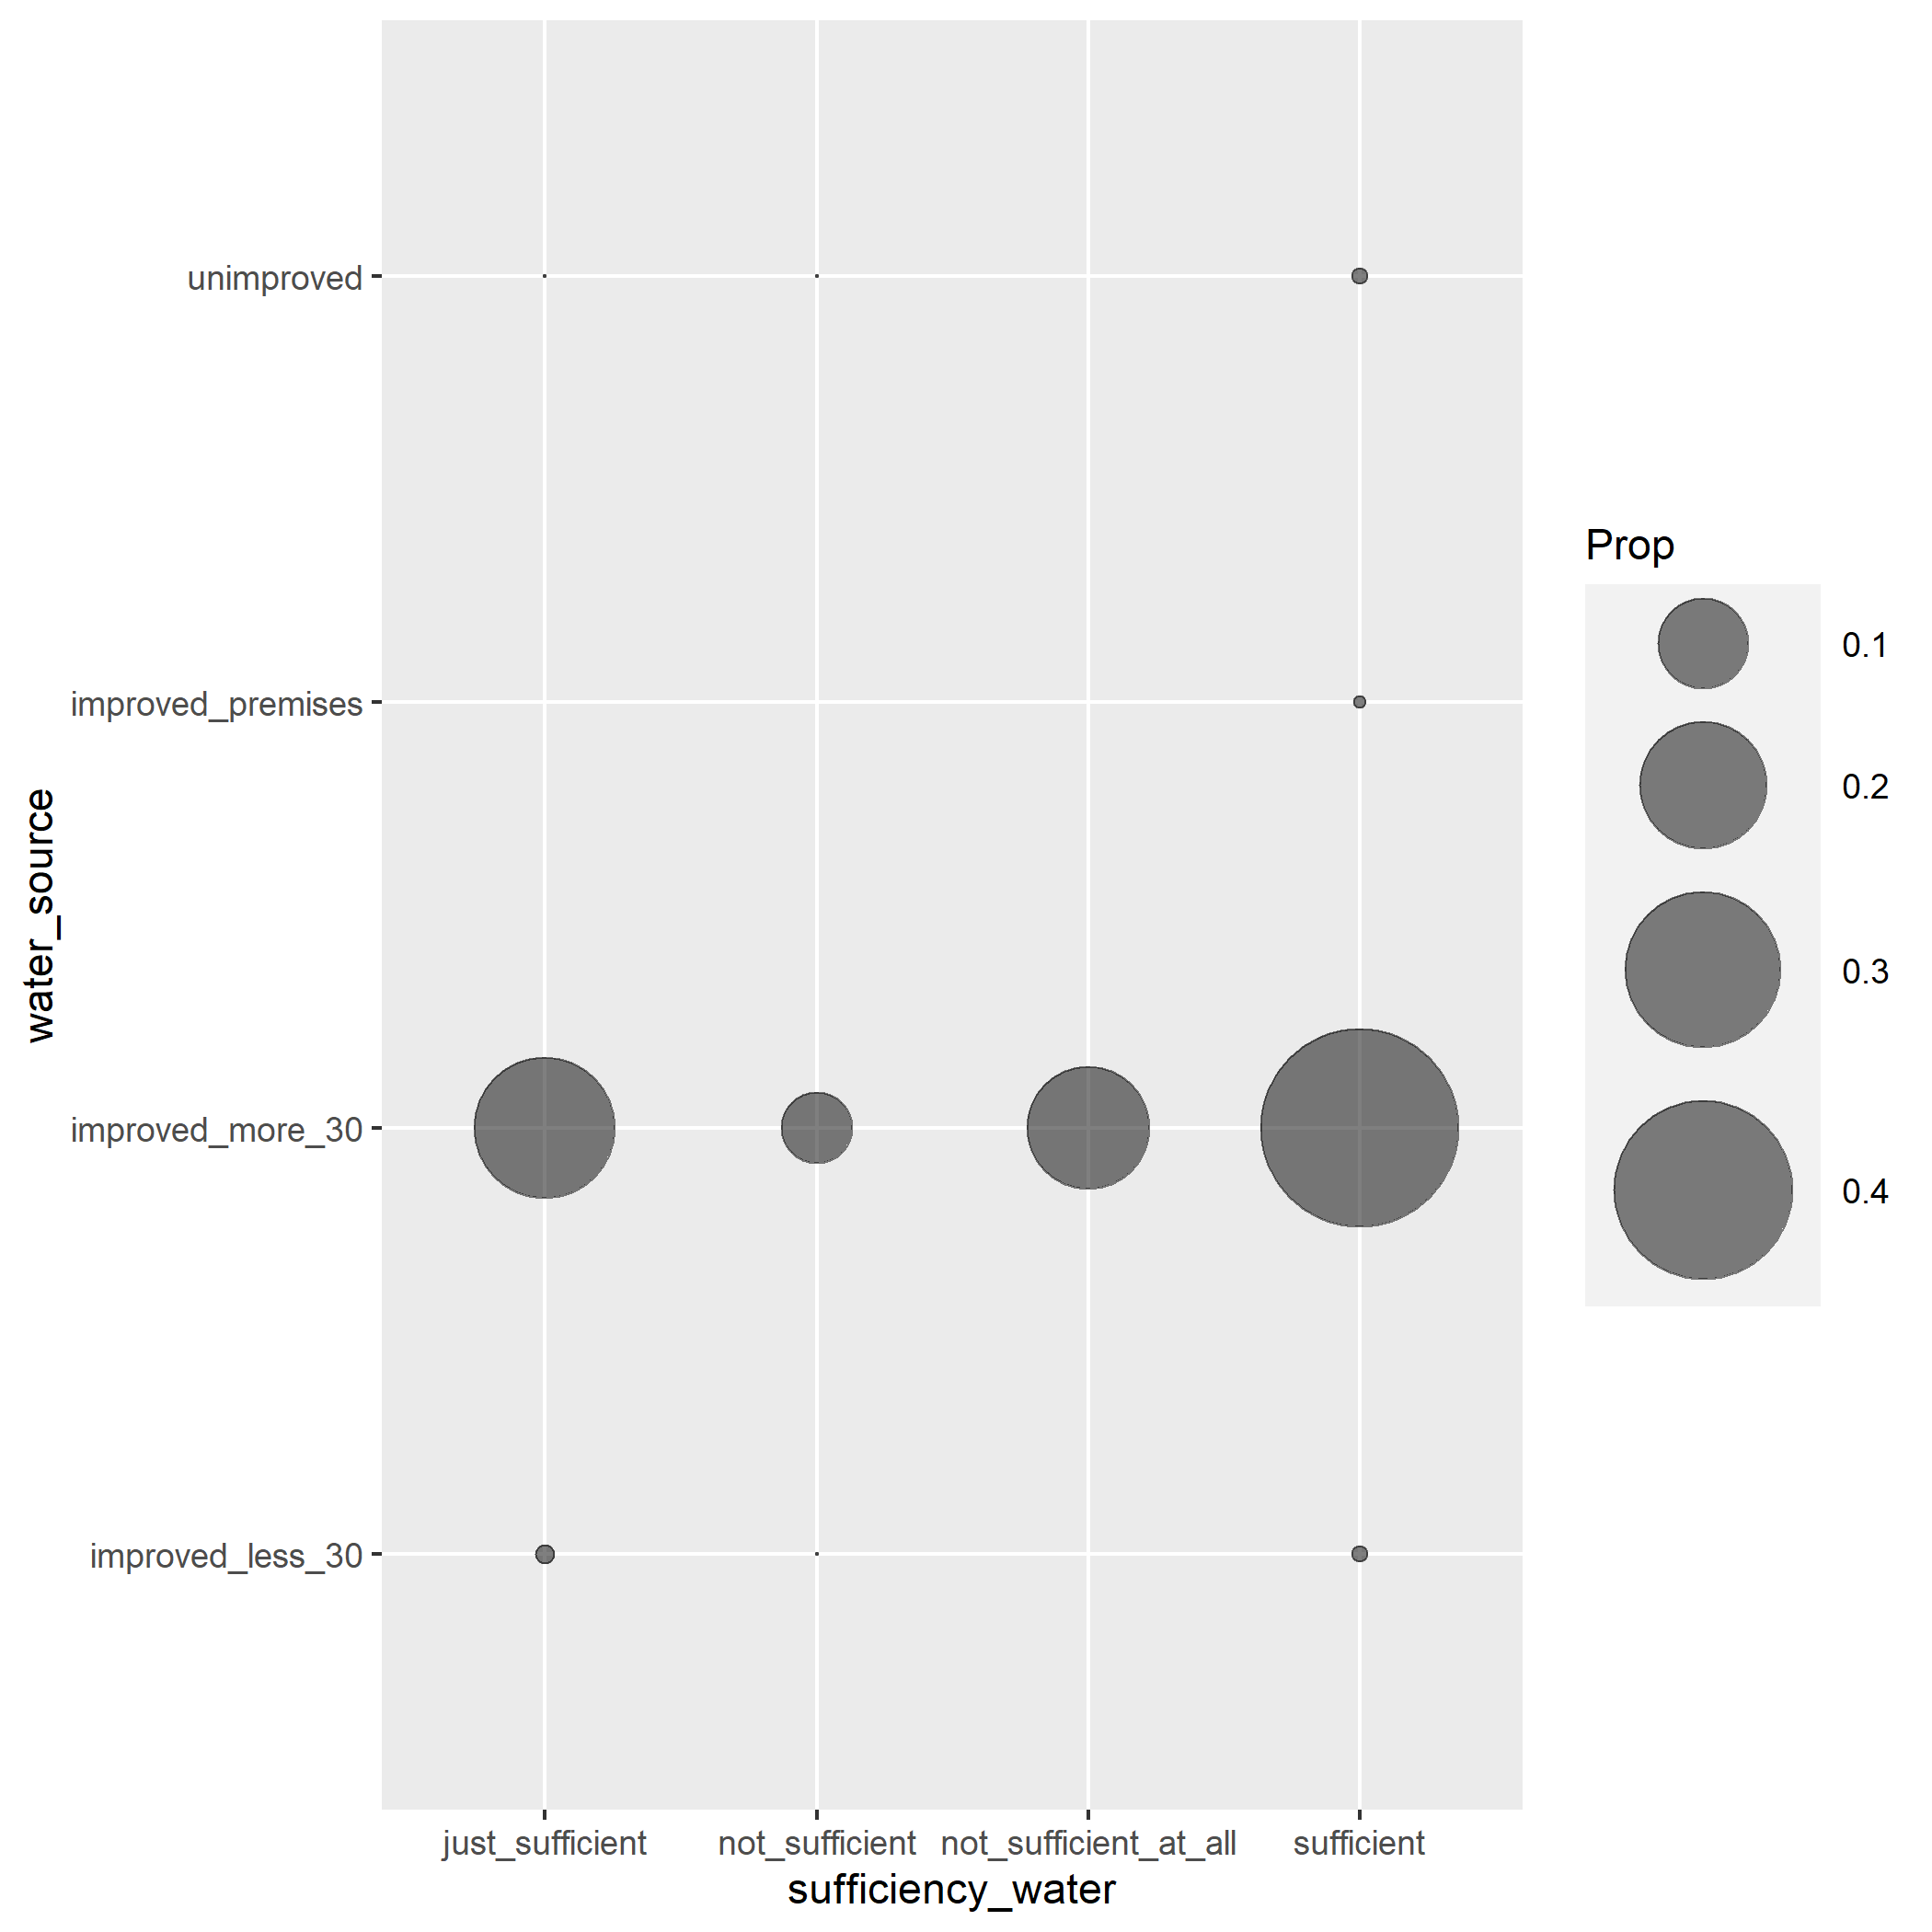 unimproved
improved_premises
improved_more_30
improved_less_30
water_source
just_sufficient
not_sufficient
not_sufficient_at_all
sufficient
sufficiency_water
Prop
0.1
0.2
0.3
0.4